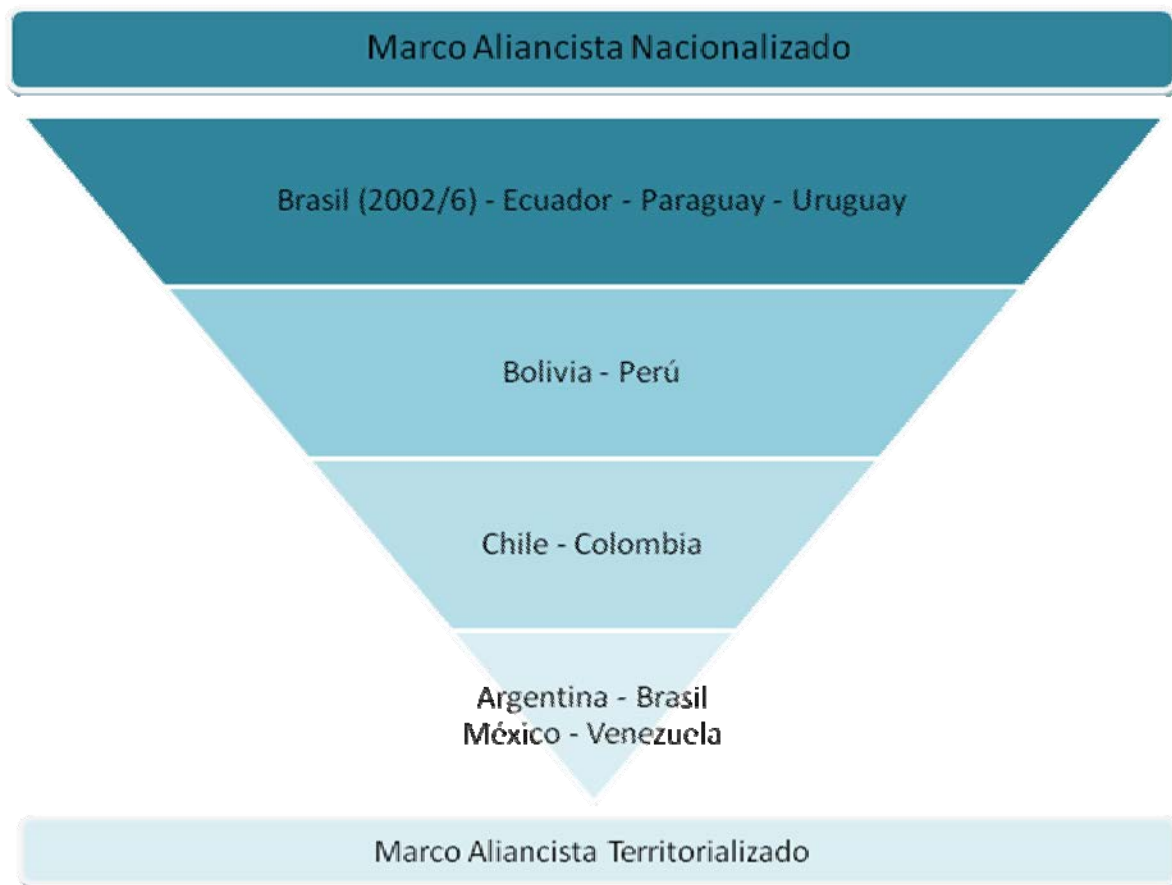 Marco Aliancista Nacionalizado
Brasil (2002/6) - Ecuador - Paraguay - Uruguay
Bolivia - Perú
Chile - Colombia
Argentina - Brasil
México - Venezuela
Marco Aliancista Territorializado